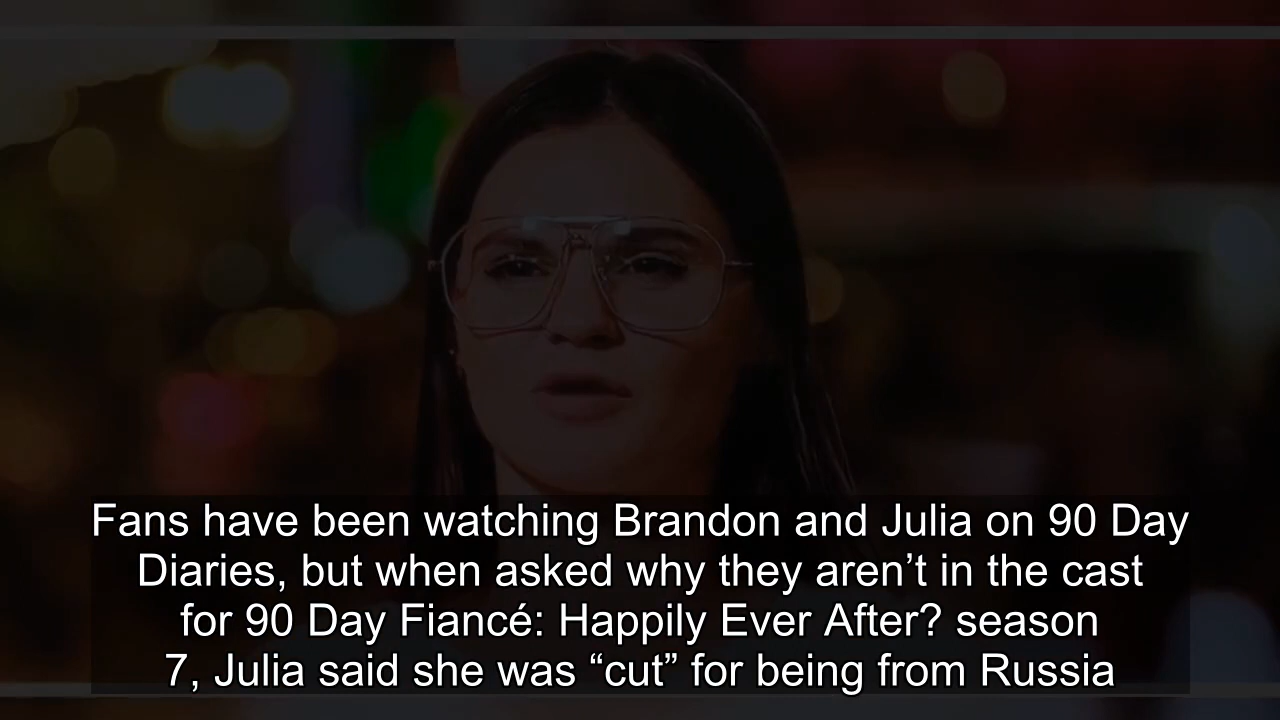 Fans have been watching Brandon and Julia on 90 Day
Diaries, but when asked why they aren’t in the cast
for 90 Day Fiancé: Happily Ever After? season
7, Julia said she was “cut” for being from Russia